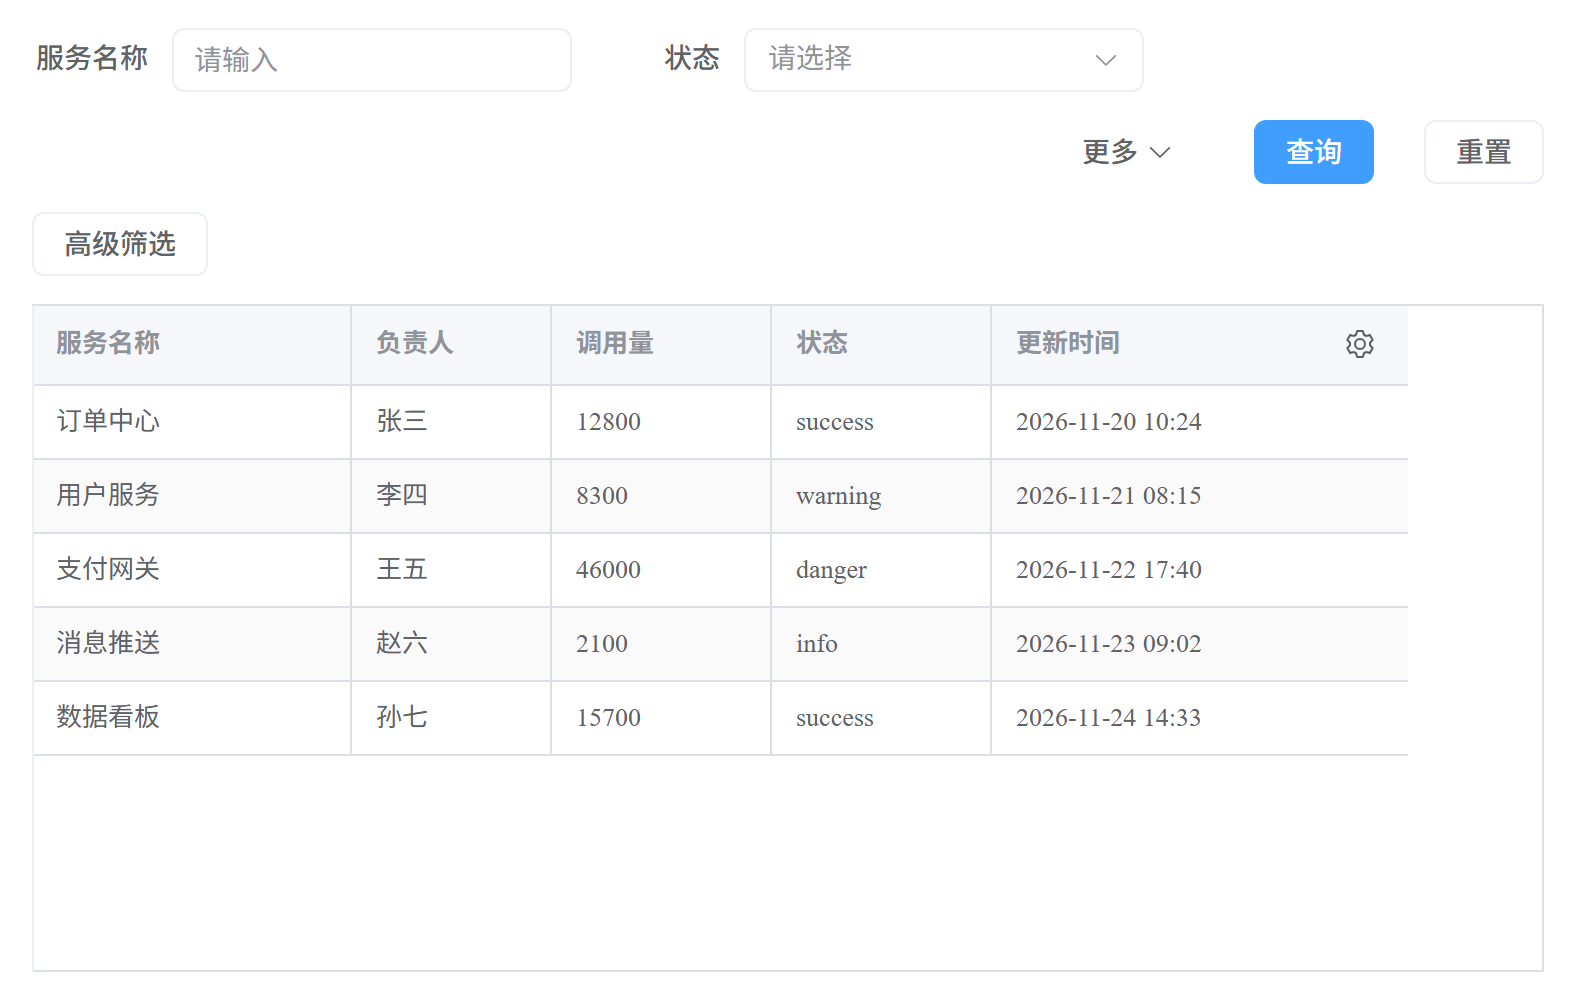 服务名称 请输入 状态 请选择
更多 查询 重置
高级筛选
服务名称 负责人 调用量 状态 更新时间
订单中心 张三 12800 success 2026-11-20 10:24
用户服务 李四 8300 warning 2026-11-21 08:15
支付网关 王五 46000 danger 2026-11-22 17:40
消息推送 赵六 2100 info 2026-11-23 09:02
数据看板 孙七 15700 success 2026-11-24 14:33